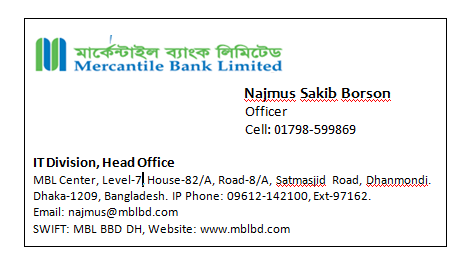 মার্কেন্টাইল ব্যাংক লিমিটেড
Mercantile Bank Limited
Najmus Sakib Borson
Officer
Cell: 01798-599869
IT Division, Head Office
MBL Center, Level-7 House-82/A, Road-8/A, Satmasjid Road, Dhanmondi.
Dhaka-1209, Bangladesh. IP Phone: 09612-142100, Ext-97162.
Email: najmus@mblbd.com
SWIFT: MBL BBD DH, Website: www.mblbd.com